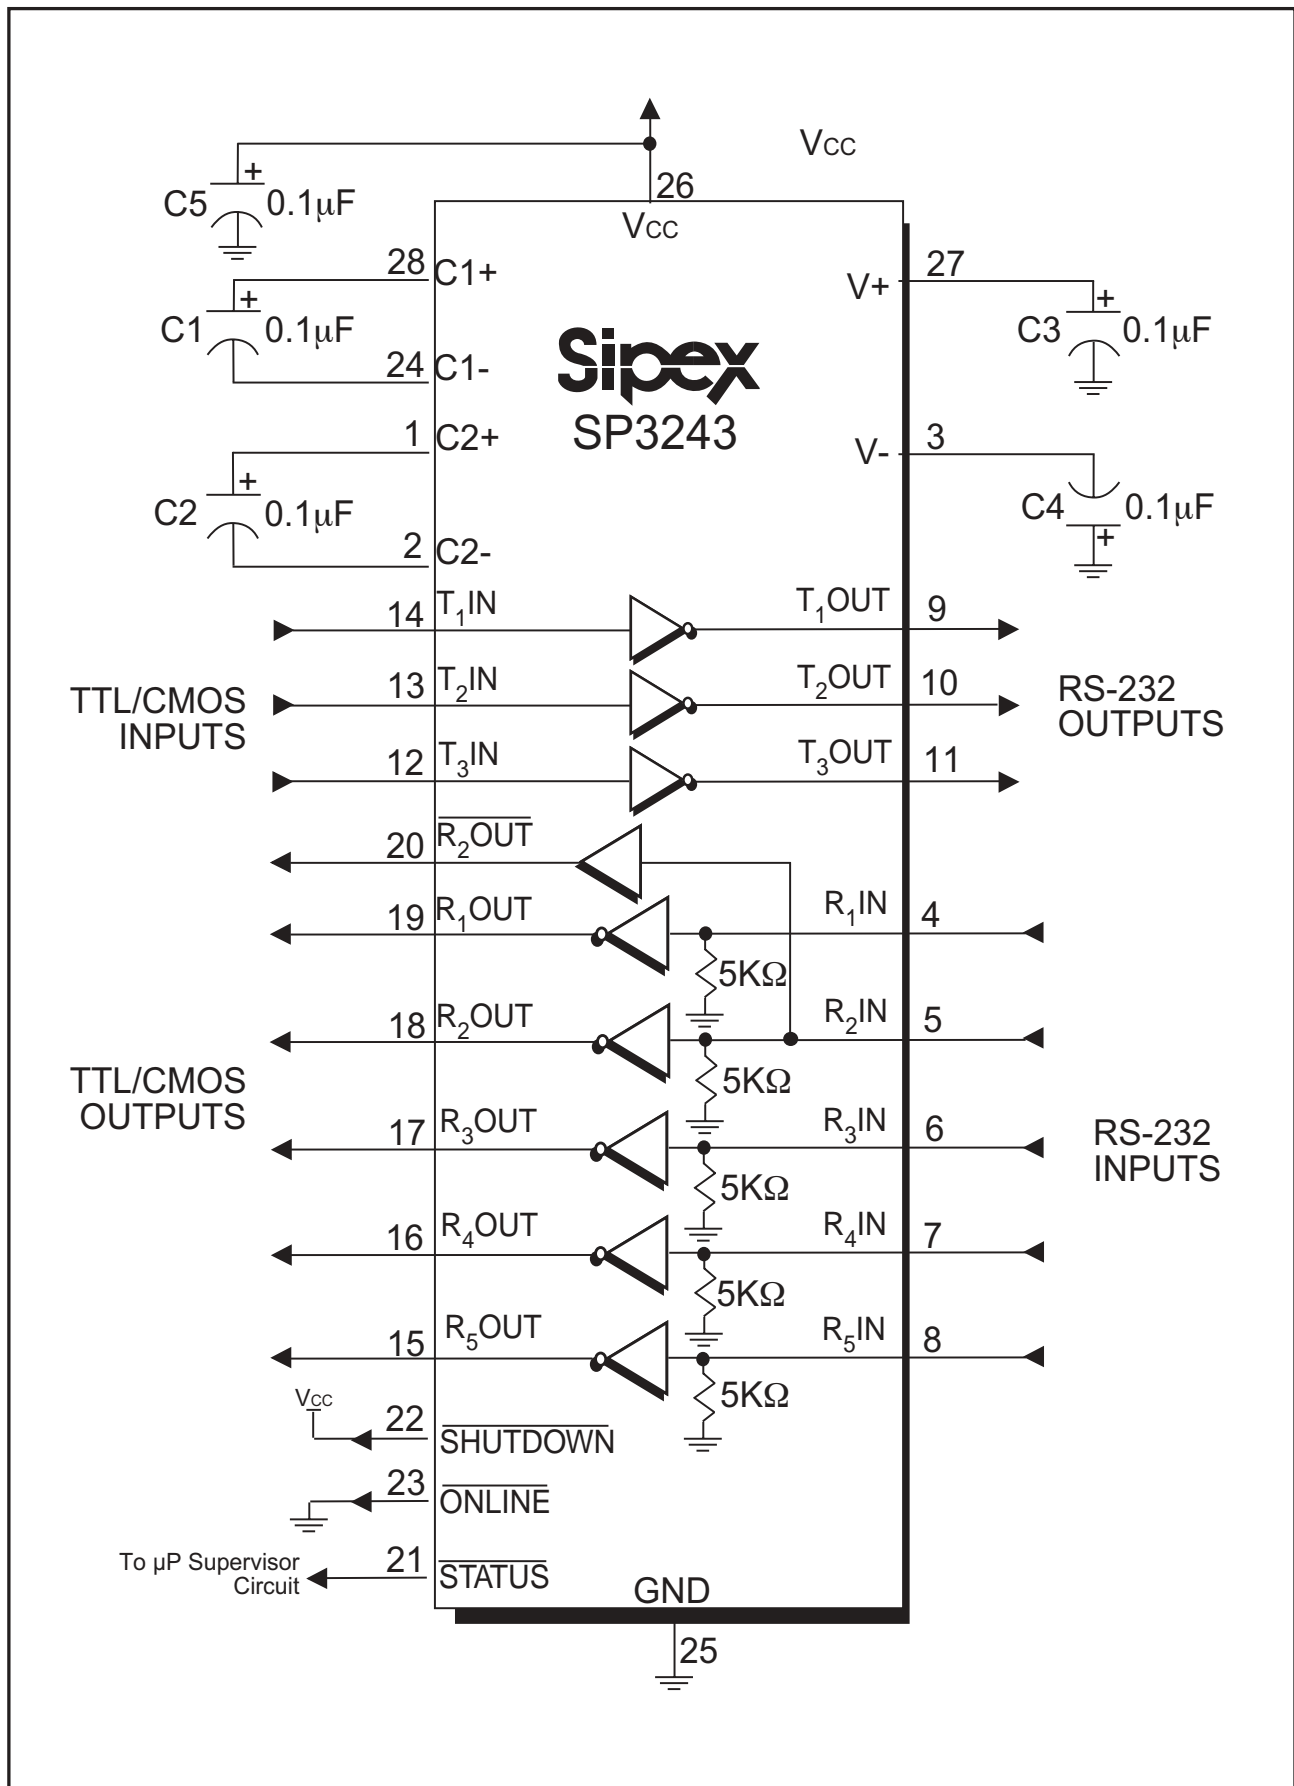 VCC
26
VCC
+
C5 0.1µF
28 C1+
+
C1 0.1µF
24 C1-
V+ 27
+
C3 0.1µF
Sipex
SP3243
1 C2+
+
C2 0.1µF
2 C2-
V- 3
C4 0.1µF
+
TTL/CMOS
INPUTS
14 T1IN T1OUT 9
13 T2IN T2OUT 10
12 T3IN T3OUT 11
RS-232
OUTPUTS
20 R2OUT
19 R1OUT R1IN 4
5KΩ
18 R2OUT R2IN 5
5KΩ
TTL/CMOS
OUTPUTS
17 R3OUT R3IN 6
5KΩ
RS-232
INPUTS
16 R4OUT R4IN 7
5KΩ
15 R5OUT R5IN 8
5KΩ
VCC
22 SHUTDOWN
23 ONLINE
To µP Supervisor
Circuit
21 STATUS
GND
25